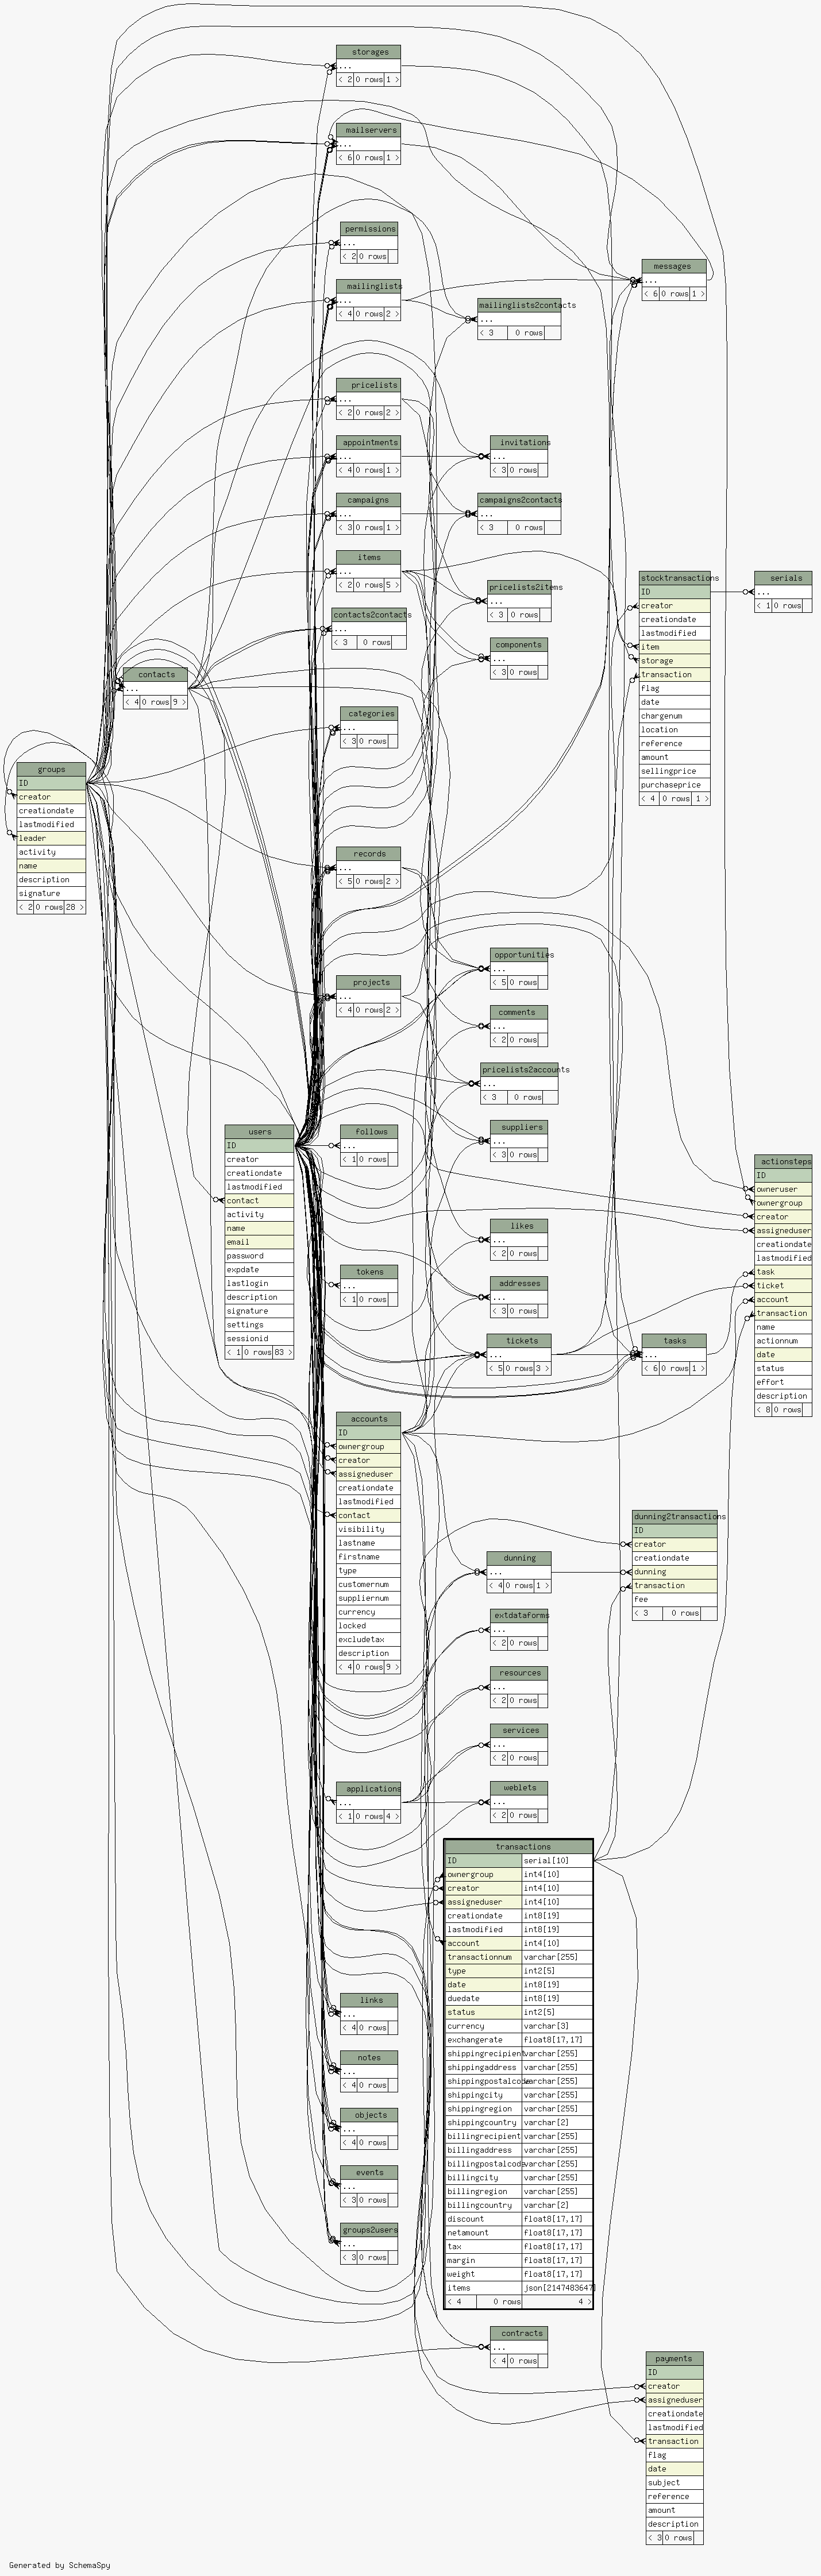 storages
...
< 2 0 rows 1 >
mailservers
...
< 6 0 rows 1 >
permissions
...
< 2 0 rows
mailinglists
...
< 4 0 rows 2 >
pricelists
...
< 2 0 rows 2 >
appointments
...
< 4 0 rows 1 >
campaigns
...
< 3 0 rows 1 >
items
...
< 2 0 rows 5 >
contacts2contacts
...
< 3 0 rows
categories
...
< 3 0 rows
records
...
< 5 0 rows 2 >
projects
...
< 4 0 rows 2 >
follows
...
< 1 0 rows
tokens
...
< 1 0 rows
messages
...
< 6 0 rows 1 >
mailinglists2contacts
...
< 3 0 rows
invitations
...
< 3 0 rows
campaigns2contacts
...
< 3 0 rows
pricelists2items
...
< 3 0 rows
components
...
< 3 0 rows
stocktransactions
ID
creator
creationdate
lastmodified
item
storage
transaction
flag
date
chargenum
location
reference
amount
sellingprice
purchaseprice
< 4 0 rows 1 >
serials
...
< 1 0 rows
contacts
...
< 4 0 rows 9 >
groups
ID
creator
creationdate
lastmodified
leader
activity
name
description
signature
< 2 0 rows 28 >
users
ID
creator
creationdate
lastmodified
contact
activity
name
email
password
expdate
lastlogin
description
signature
settings
sessionid
< 1 0 rows 83 >
opportunities
...
< 5 0 rows
comments
...
< 2 0 rows
pricelists2accounts
...
< 3 0 rows
suppliers
...
< 3 0 rows
likes
...
< 2 0 rows
addresses
...
< 3 0 rows
tickets
...
< 5 0 rows 3 >
tasks
...
< 6 0 rows 1 >
actionsteps
ID
owneruser
ownergroup
creator
assigneduser
creationdate
lastmodified
task
ticket
account
transaction
name
actionnum
date
status
effort
description
< 8 0 rows
accounts
ID
ownergroup
creator
assigneduser
creationdate
lastmodified
contact
visibility
lastname
firstname
type
customernum
suppliernum
currency
locked
excludetax
description
< 4 0 rows 9 >
dunning2transactions
ID
creator
creationdate
dunning
transaction
fee
< 3 0 rows
dunning
...
< 4 0 rows 1 >
extdataforms
...
< 2 0 rows
resources
...
< 2 0 rows
services
...
< 2 0 rows
applications
...
< 1 0 rows 4 >
weblets
...
< 2 0 rows
transactions
ID serial[10]
ownergroup int4[10]
creator int4[10]
assigneduser int4[10]
creationdate int8[19]
lastmodified int8[19]
account int4[10]
transactionnum varchar[255]
type int2[5]
date int8[19]
duedate int8[19]
status int2[5]
currency varchar[3]
exchangerate float8[17,17]
shippingrecipient varchar[255]
shippingaddress varchar[255]
shippingpostalcode varchar[255]
shippingcity varchar[255]
shippingregion varchar[255]
shippingcountry varchar[2]
billingrecipient varchar[255]
billingaddress varchar[255]
billingpostalcode varchar[255]
billingcity varchar[255]
billingregion varchar[255]
billingcountry varchar[2]
discount float8[17,17]
netamount float8[17,17]
tax float8[17,17]
margin float8[17,17]
weight float8[17,17]
items json[2147483647]
< 4 0 rows 4 >
links
...
< 4 0 rows
notes
...
< 4 0 rows
objects
...
< 4 0 rows
events
...
< 3 0 rows
groups2users
...
< 3 0 rows
contracts
...
< 4 0 rows
payments
ID
creator
assigneduser
creationdate
lastmodified
transaction
flag
date
subject
reference
amount
description
< 3 0 rows
Generated by SchemaSpy